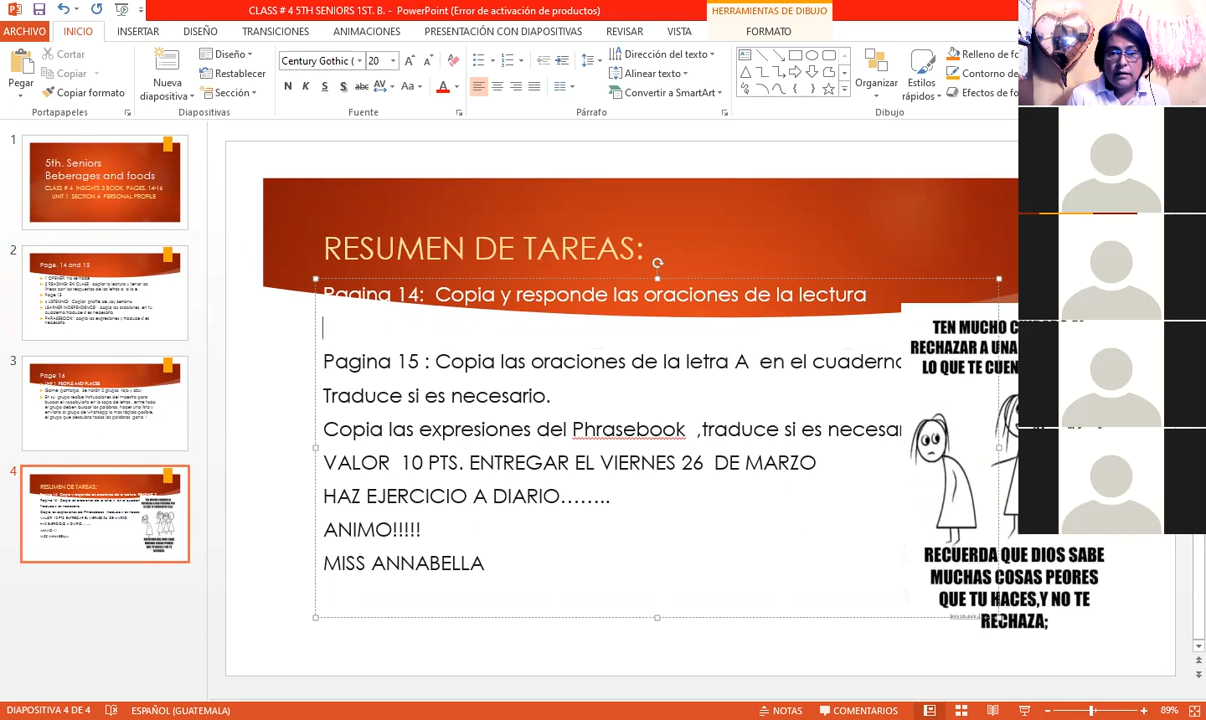 CLASS # 4 5TH SENIORS 1ST. B. - PowerPoint (Error de activación de productos)
HERRAMIENTAS DE DIBUJO
ARCHIVO INICIO INSERTAR DISEÑO TRANSICIONES ANIMACIONES PRESENTACIÓN CON DIAPOSITIVAS REVISAR VISTA FORMATO
Pegar
Cortar
Copiar
Copiar formato
Portapapeles
Nueva
diapositiva
Diseño
Restablecer
Sección
Diapositivas
Century Gothic ( 20
N K S S abc AV Aa A
Fuente
Dirección del texto
Alinear texto
Convertir a SmartArt
Párrafo
Organizar
Estilos
rápidos
Relleno de fo
Contorno de
Efectos de fo
Dibujo
1
5th. Seniors
Beberages and foods
CLASS # 4 INSIGHTS 3 BOOK PAGES. 14-16
UNIT 1 SECTION 4 PERSONAL PROFILE
2
Page. 14 and 15
3
Page 16
4
RESUMEN DE TAREAS:
Pagina 14: Copia y responde las oraciones de la lectura
Pagina 15 : Copia las oraciones de la letra A en el cuaderno
Traduce si es necesario.
Copia las expresiones del Phrasebook ,traduce si es necesar
VALOR 10 PTS. ENTREGAR EL VIERNES 26 DE MARZO
HAZ EJERCICIO A DIARIO........
ANIMO!!!!!
MISS ANNABELLA
TEN MUCHO C
RECHAZAR A UNA
LO QUE TE CUEN
RECUERDA QUE DIOS SABE
MUCHAS COSAS PEORES
QUE TU HACES,Y NO TE
RECHAZA;
DIAPOSITIVA 4 DE 4 ESPAÑOL (GUATEMALA) NOTAS COMENTARIOS 89%